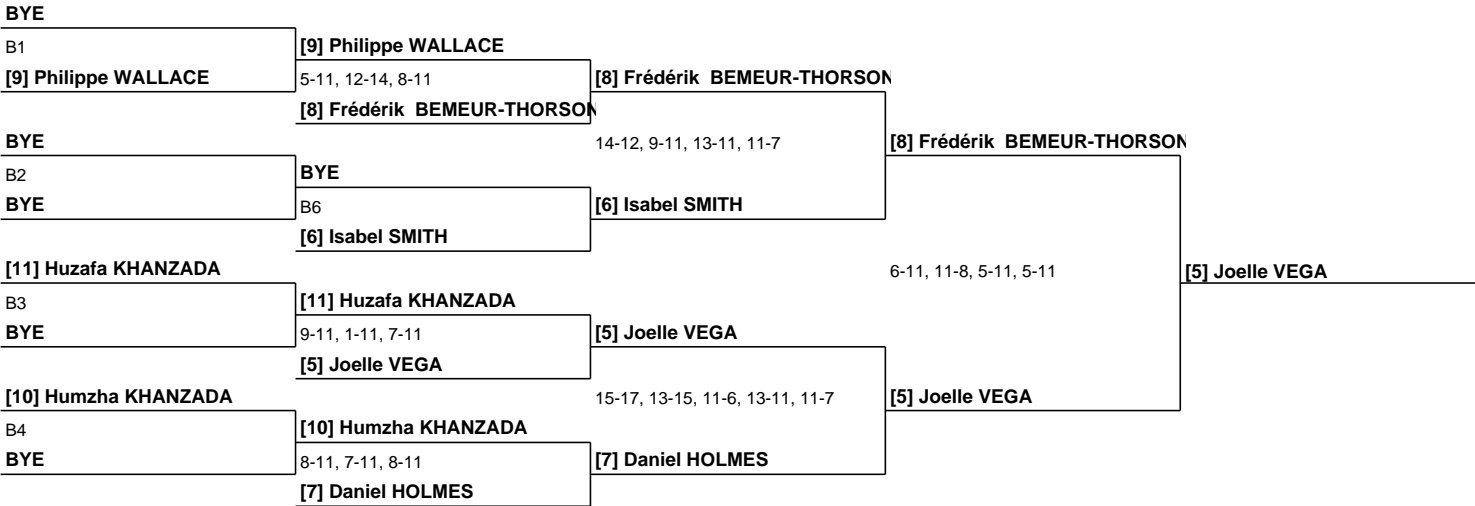 BYE
B1
[9] Philippe WALLACE
[9] Philippe WALLACE
5-11, 12-14, 8-11
[8] Frédérik BEMEUR-THORSON
[8] Frédérik BEMEUR-THORSON
BYE
14-12, 9-11, 13-11, 11-7
[8] Frédérik BEMEUR-THORSON
B2
BYE
BYE
B6
[6] Isabel SMITH
[6] Isabel SMITH
[11] Huzafa KHANZADA
6-11, 11-8, 5-11, 5-11
[5] Joelle VEGA
B3
[11] Huzafa KHANZADA
BYE
9-11, 1-11, 7-11
[5] Joelle VEGA
[5] Joelle VEGA
[10] Humzha KHANZADA
15-17, 13-15, 11-6, 13-11, 11-7
[5] Joelle VEGA
B4
[10] Humzha KHANZADA
BYE
8-11, 7-11, 8-11
[7] Daniel HOLMES
[7] Daniel HOLMES